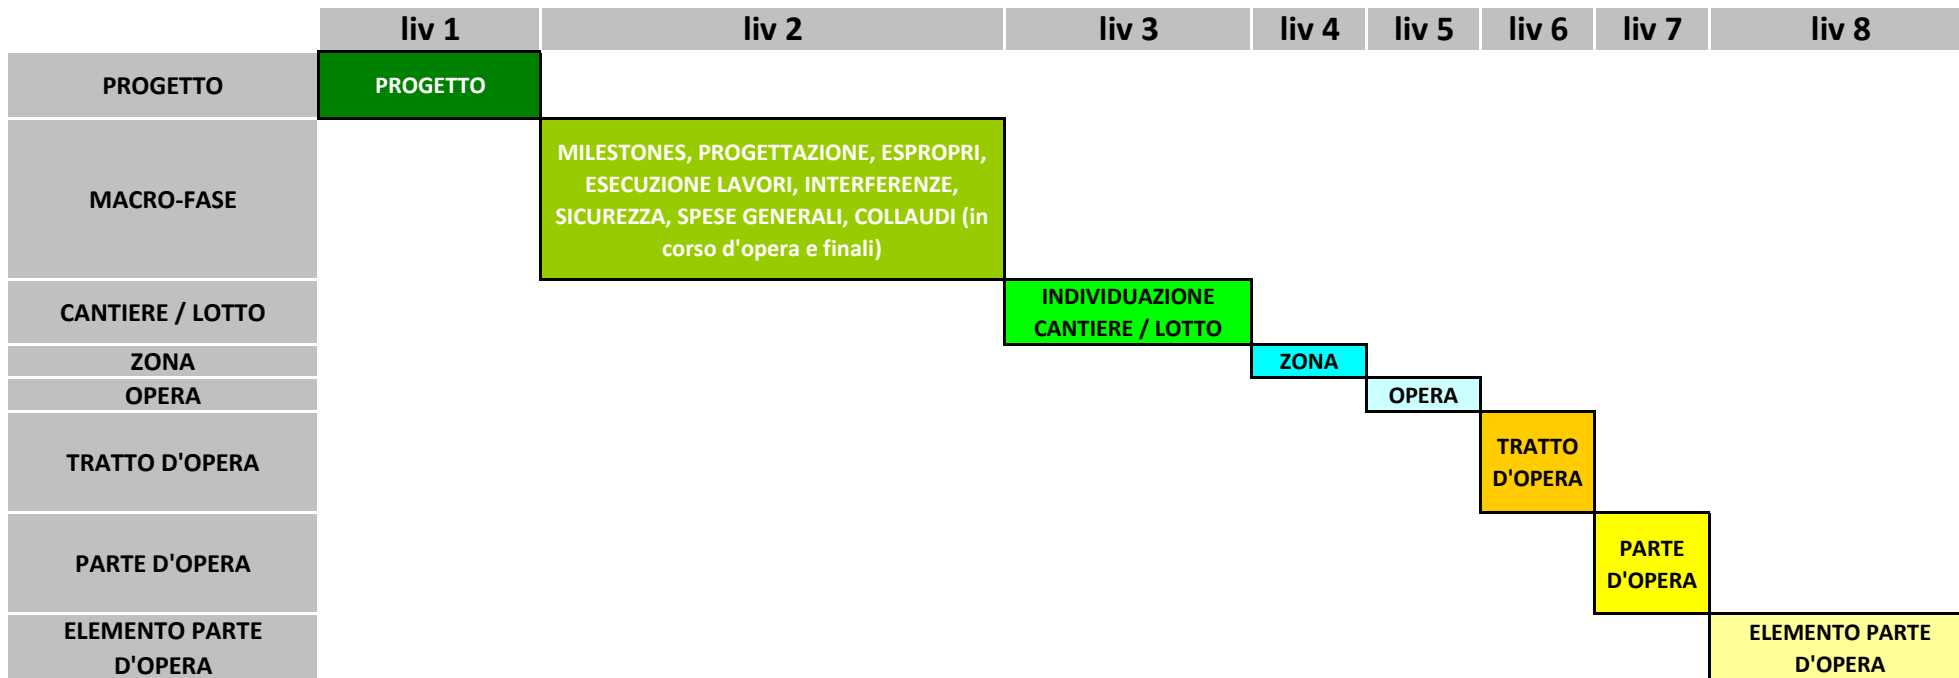 liv 1 liv 2 liv 3 liv 4 liv 5 liv 6 liv 7 liv 8
PROGETTO PROGETTO
MACRO-FASE
MILESTONES, PROGETTAZIONE, ESPROPRI,
ESECUZIONE LAVORI, INTERFERENZE,
SICUREZZA, SPESE GENERALI, COLLAUDI (in
corso d'opera e finali)
CANTIERE / LOTTO
INDIVIDUAZIONE
CANTIERE / LOTTO
ZONA ZONA
OPERA OPERA
TRATTO D'OPERA
TRATTO
D'OPERA
PARTE D'OPERA
PARTE
D'OPERA
ELEMENTO PARTE
D'OPERA
ELEMENTO PARTE
D'OPERA